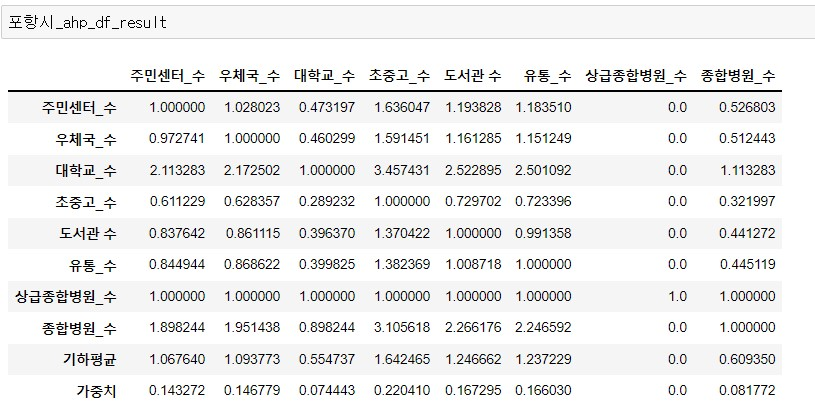 포항시_ahp_df_result
주민센터_수 우체국_수 대학교_수 초중고_수 도서관 수 유통_수 상급종합병원_수 종합병원_수
주민센터_수 1.000000 1.028023 0.473197 1.636047 1.193828 1.183510 0.0 0.526803
우체국_수 0.972741 1.000000 0.460299 1.591451 1.161285 1.151249 0.0 0.512443
대학교_수 2.113283 2.172502 1.000000 3.457431 2.522895 2.501092 0.0 1.113283
초중고_수 0.611229 0.628357 0.289232 1.000000 0.729702 0.723396 0.0 0.321997
도서관 수 0.837642 0.861115 0.396370 1.370422 1.000000 0.991358 0.0 0.441272
유통_수 0.844944 0.868622 0.399825 1.382369 1.008718 1.000000 0.0 0.445119
상급종합병원_수 1.000000 1.000000 1.000000 1.000000 1.000000 1.000000 1.0 1.000000
종합병원_수 1.898244 1.951438 0.898244 3.105618 2.266176 2.246592 0.0 1.000000
기하평균 1.067640 1.093773 0.554737 1.642465 1.246662 1.237229 0.0 0.609350
가중치 0.143272 0.146779 0.074443 0.220410 0.167295 0.166030 0.0 0.081772